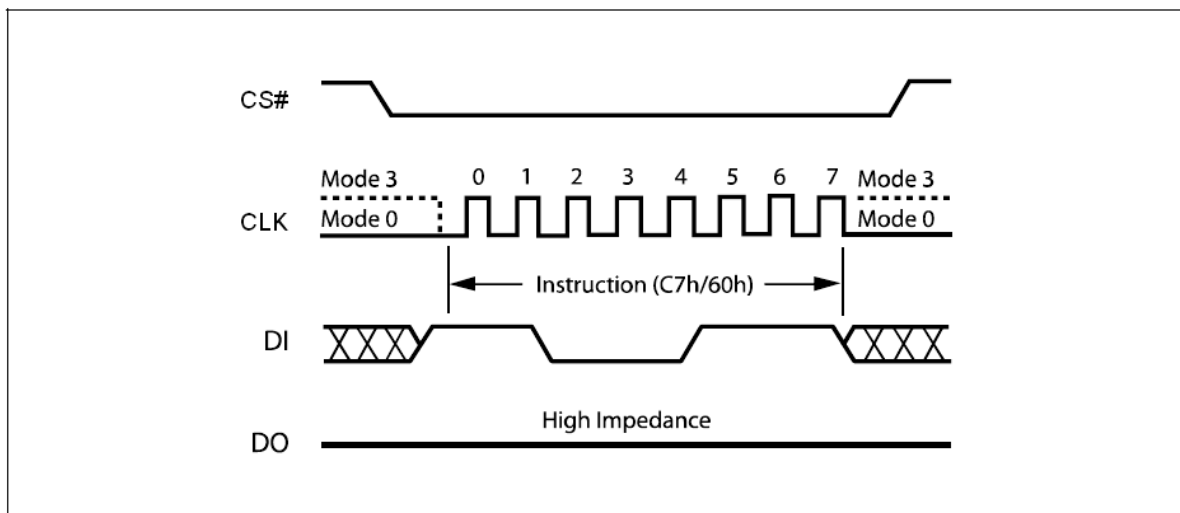 CS#
Mode 3 0 1 2 3 4 5 6 7 Mode 3
CLK Mode 0 Mode 0
Instruction (C7h/60h)
DI
High Impedance
DO